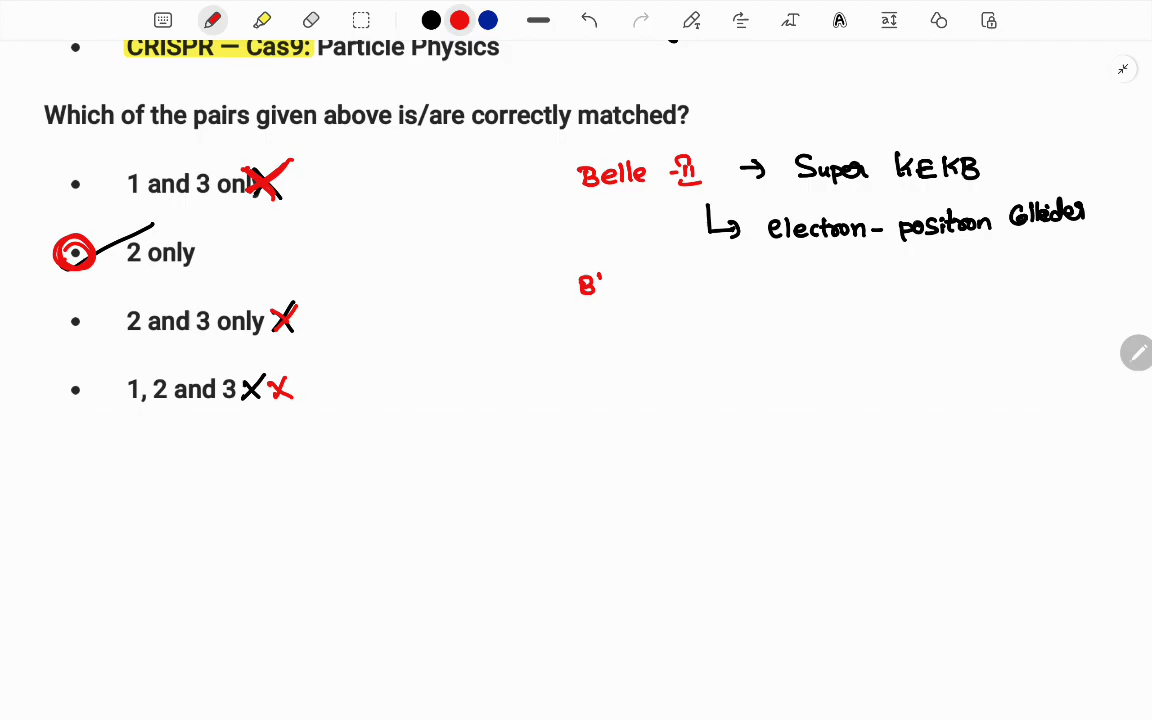 CRISPR – Cas9: Particle Physics
Which of the pairs given above is/are correctly matched?
1 and 3 only
2 only
2 and 3 only
1, 2 and 3
Belle II → Super KEKB
electron - positron Collider
B